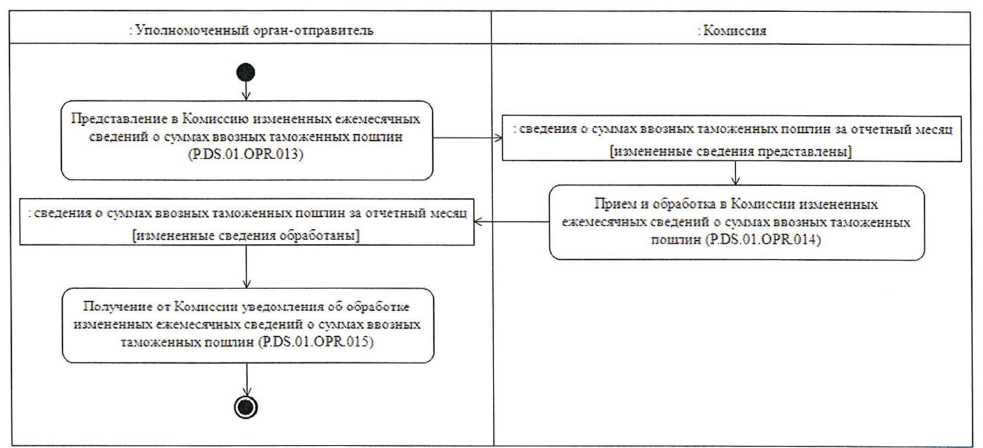 : Уполномоченный орган-отправитель
: Комиссия
Представление в Комиссию измененных ежемесячных
сведений о суммах ввозных таможенных пошлин
(P.DS.01.OPR.013)
: сведения о суммах ввозных таможенных пошлин за отчетный месяц
[измененные сведения представлены]
Прием и обработка в Комиссии измененных
ежемесячных сведений о суммах ввозных таможенных
пошлин (P.DS.01.OPR.014)
: сведения о суммах ввозных таможенных пошлин за отчетный месяц
[измененные сведения обработаны]
Получение от Комиссии уведомления об обработке
измененных ежемесячных сведений о суммах ввозных
таможенных пошлин (P.DS.01.OPR.015)